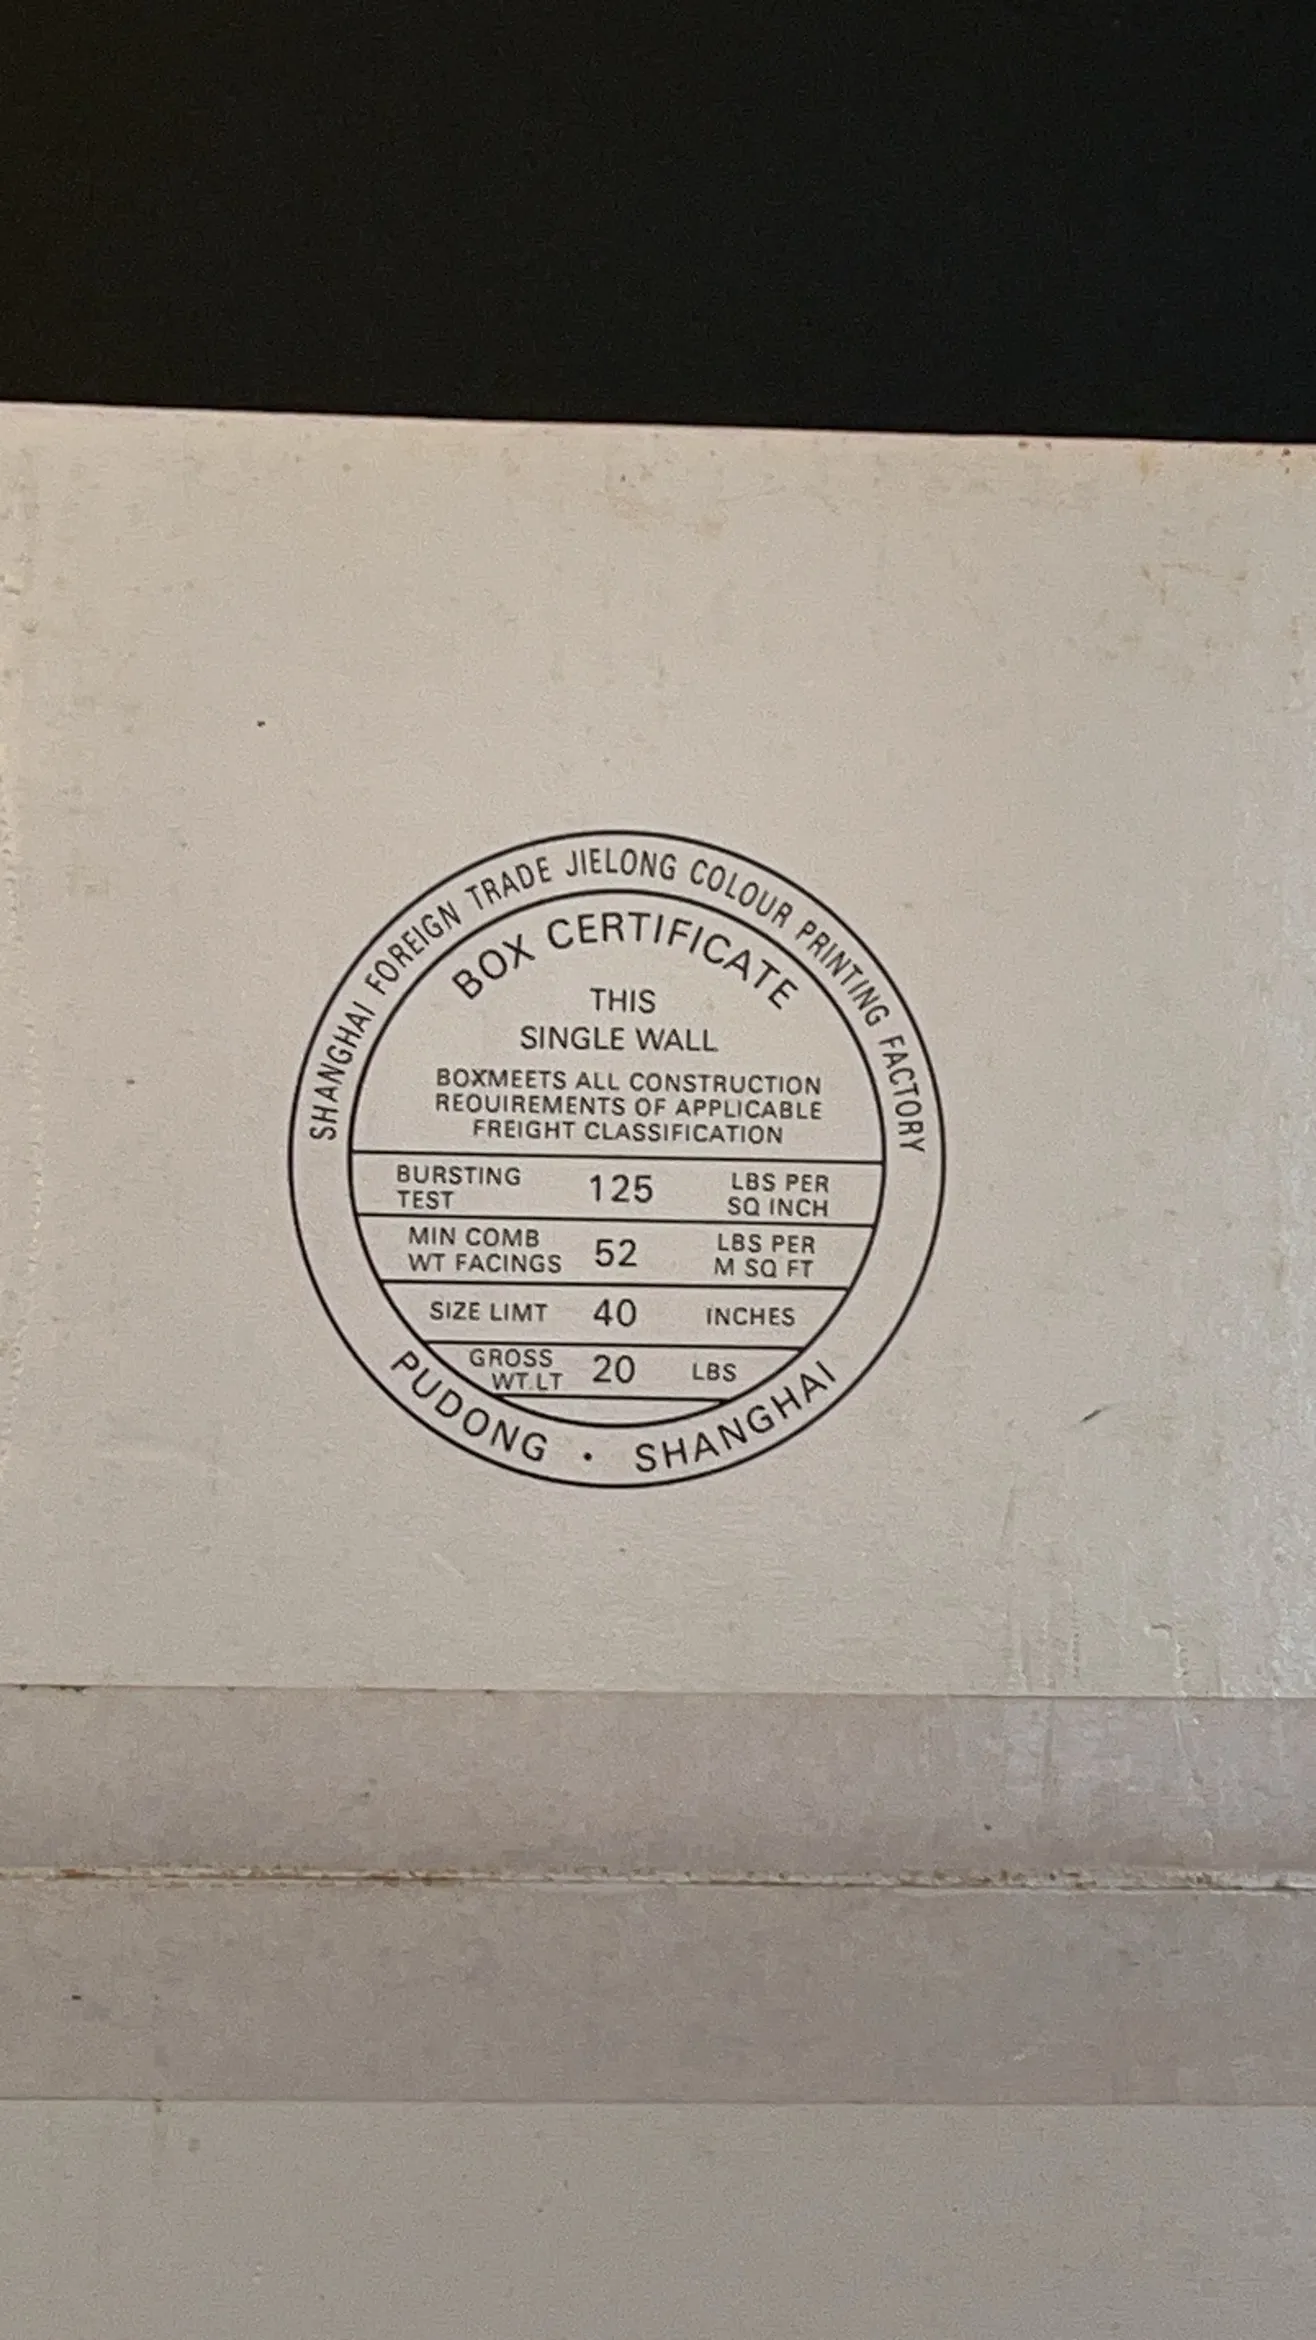 SHANGHAI FOREIGN TRADE JIELONG COLOUR PRINTING FACTORY
BOX CERTIFICATE
THIS
SINGLE WALL
BOXMEETS ALL CONSTRUCTION
REOUIREMENTS OF APPLICABLE
FREIGHT CLASSIFICATION
BURSTING TEST 125 LBS PER SQ INCH
MIN COMB WT FACINGS 52 LBS PER M SQ FT
SIZE LIMT 40 INCHES
GROSS WT.LT 20 LBS
PUDONG · SHANGHAI